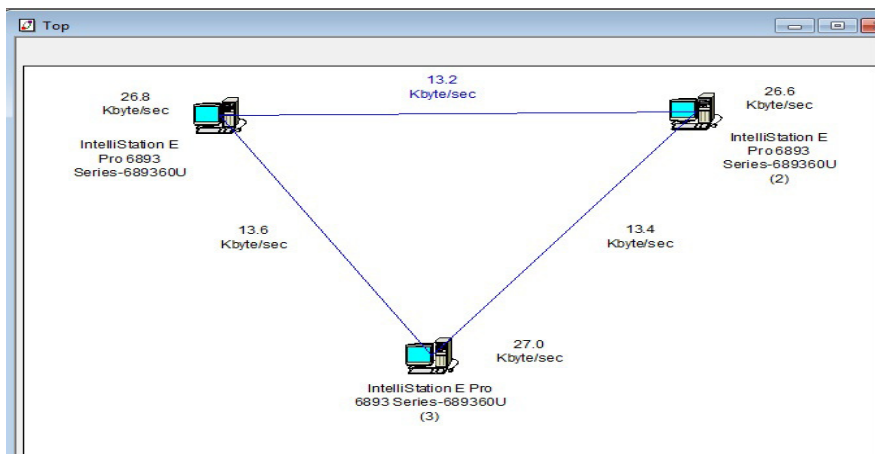 Top
13.2
Kbyte/sec
26.8
Kbyte/sec
26.6
Kbyte/sec
IntelliStation E
Pro 6893
Series-689360U
IntelliStation E
Pro 6893
Series-689360U
(2)
13.6
Kbyte/sec
13.4
Kbyte/sec
27.0
Kbyte/sec
IntelliStation E Pro
6893 Series-689360U
(3)